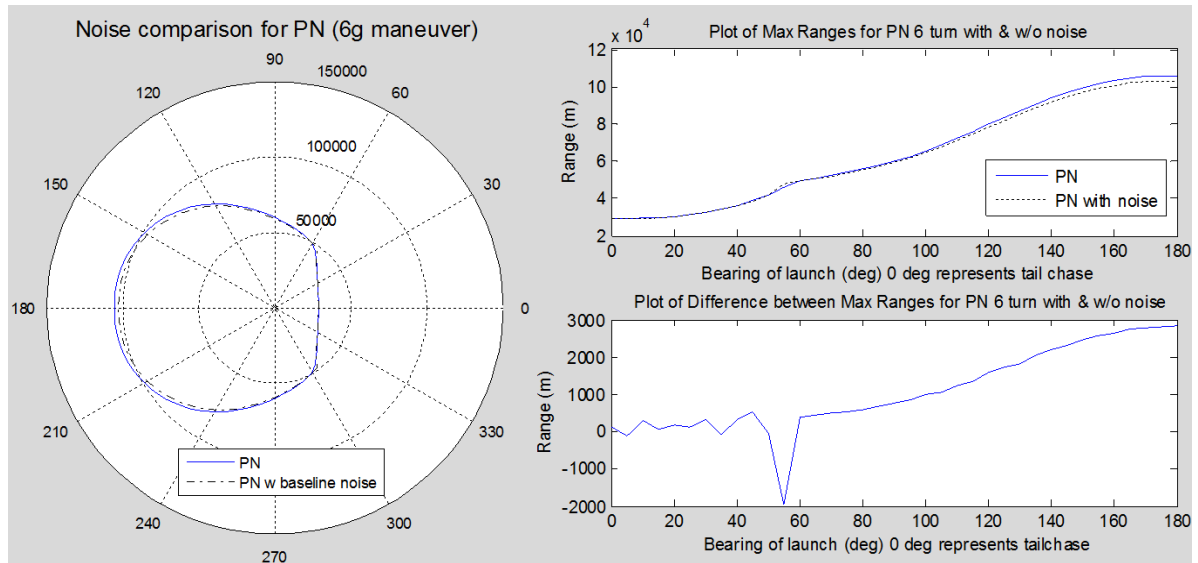 Noise comparison for PN (6g maneuver)
90
150000
120
60
100000
150
30
50000
180
0
210
330
PN
PN w baseline noise
240
300
270
x 10^4
Plot of Max Ranges for PN 6 turn with & w/o noise
12
10
8
6
4
2
Range (m)
PN
PN with noise
0 20 40 60 80 100 120 140 160 180
Bearing of launch (deg) 0 deg represents tail chase
Plot of Difference between Max Ranges for PN 6 turn with & w/o noise
3000
2000
1000
0
-1000
-2000
Range (m)
0 20 40 60 80 100 120 140 160 180
Bearing of launch (deg) 0 deg represents tailchase